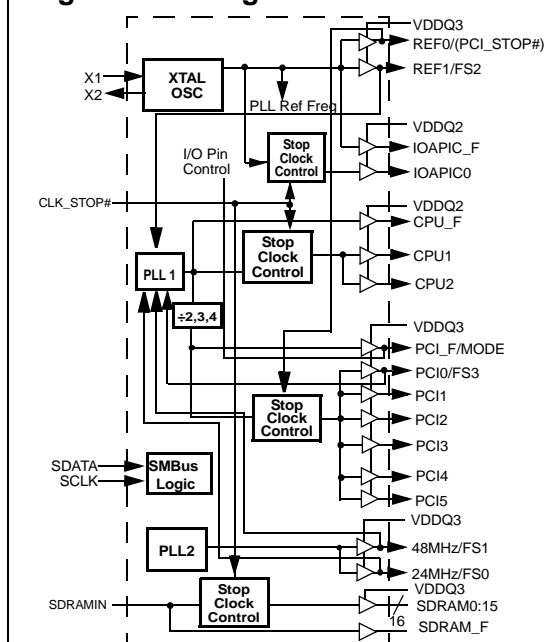 VDDQ3
REF0/(PCI_STOP#)
X1
X2
XTAL
OSC
REF1/FS2
PLL Ref Freq
VDDQ2
I/O Pin
Control
Stop
Clock
Control
IOAPIC_F
IOAPIC0
CLK_STOP#
VDDQ2
CPU_F
Stop
Clock
Control
CPU1
PLL 1
CPU2
÷2,3,4
VDDQ3
PCI_F/MODE
PCI0/FS3
Stop
Clock
Control
PCI1
PCI2
PCI3
SDATA
SCLK
SMBus
Logic
PCI4
PCI5
VDDQ3
PLL2
48MHz/FS1
24MHz/FS0
VDDQ3
SDRAMIN
Stop
Clock
Control
SDRAM0:15
16
SDRAM_F